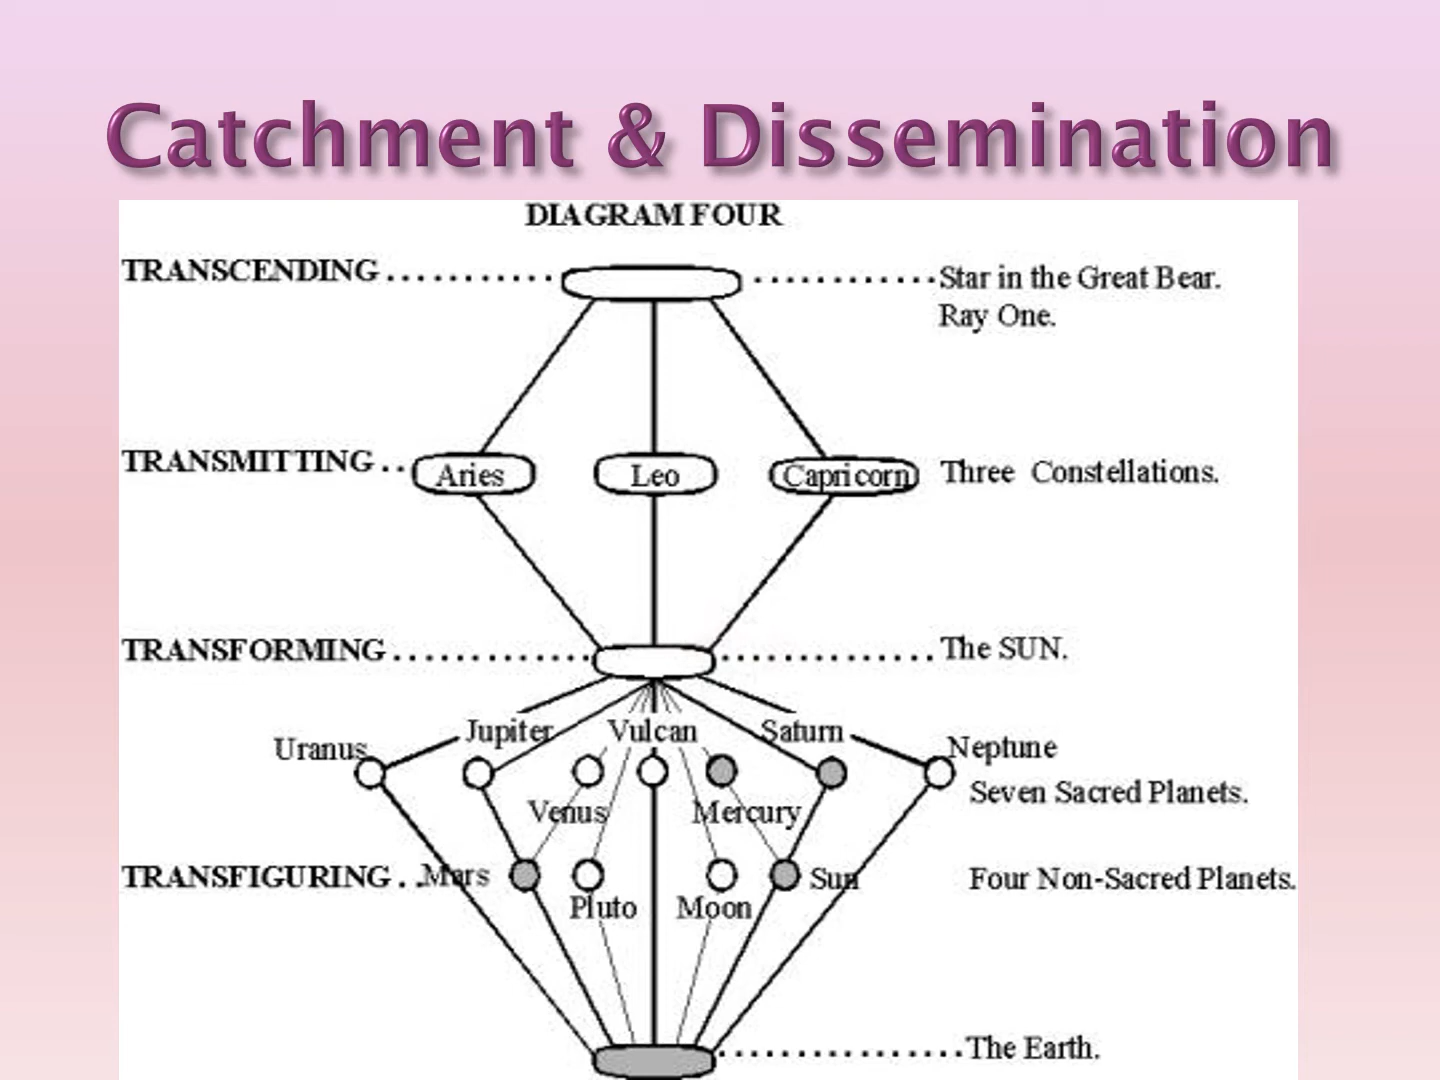 Catchment & Dissemination
DIAGRAM FOUR
TRANSCENDING . . . . . . . . . . . . . . . . . . . . . . . Star in the Great Bear.
Ray One.
TRANSMITTING . . Aries Leo Capricorn Three Constellations.
TRANSFORMING . . . . . . . . . . . . . . . . . . . . . . . . . . The SUN.
Jupiter Vulcan Saturn
Uranus Neptune
Seven Sacred Planets.
Venus Mercury
TRANSFIGURING . . Mars Sun Four Non-Sacred Planets.
Pluto Moon
. . . . . . . . . . . . . . . . The Earth.